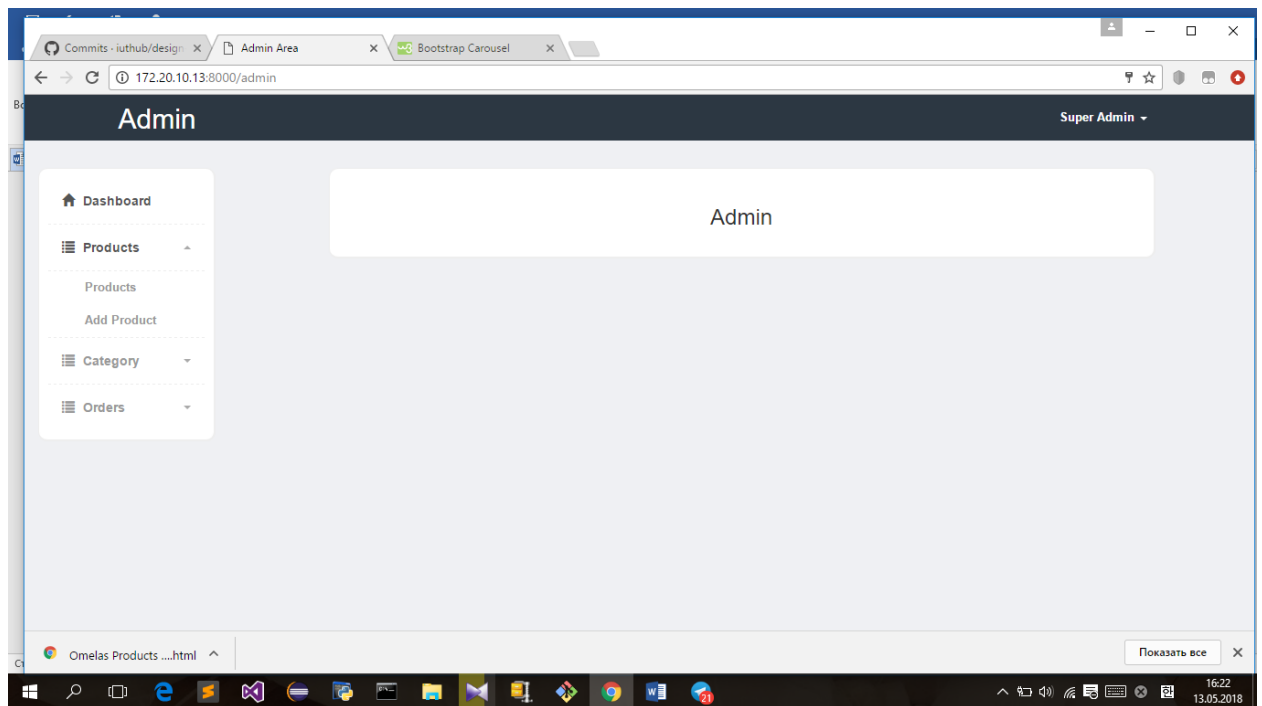 Commits · iuthub/design
Admin Area
Bootstrap Carousel
172.20.10.13:8000/admin
Admin
Super Admin
Dashboard
Admin
Products
Products
Add Product
Category
Orders
Omelas Products ....html
Показать все
21
16:22
13.05.2018